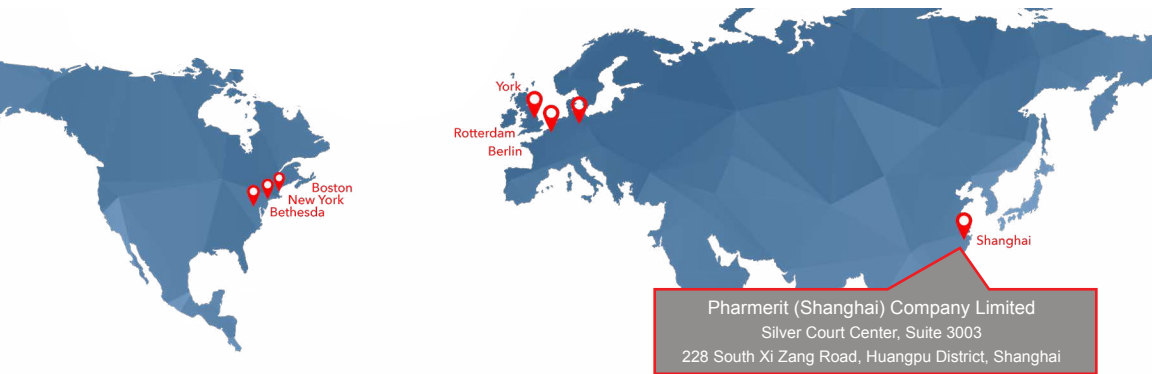 York
Rotterdam
Berlin
Boston
New York
Bethesda
Shanghai
Pharmerit (Shanghai) Company Limited
Silver Court Center, Suite 3003
228 South Xi Zang Road, Huangpu District, Shanghai